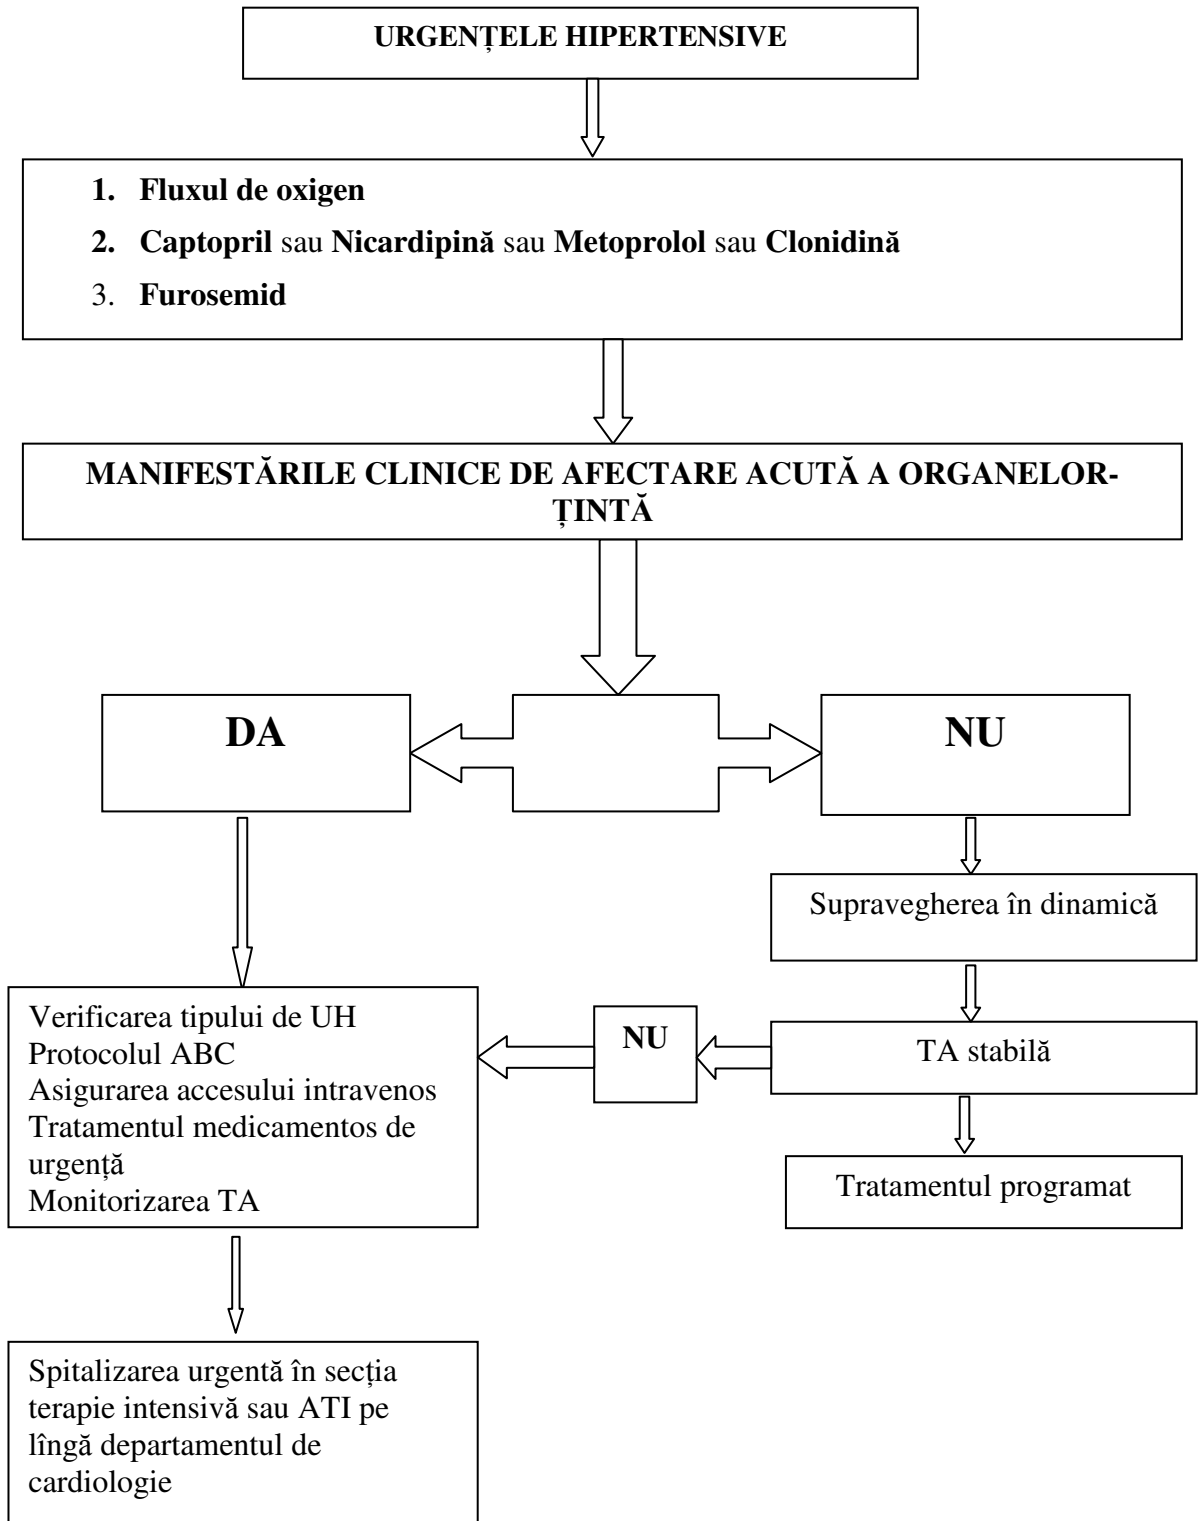 URGENȚELE HIPERTENSIVE
1. Fluxul de oxigen
2. Captopril sau Nicardipină sau Metoprolol sau Clonidină
3. Furosemid
MANIFESTĂRILE CLINICE DE AFECTARE ACUTĂ A ORGANELOR-
ȚINTĂ
DA
NU
Supravegherea în dinamică
Verificarea tipului de UH
Protocolul ABC
Asigurarea accesului intravenos
Tratamentul medicamentos de
urgență
Monitorizarea TA
NU
TA stabilă
Tratamentul programat
Spitalizarea urgentă în secția
terapie intensivă sau ATI pe
lîngă departamentul de
cardiologie